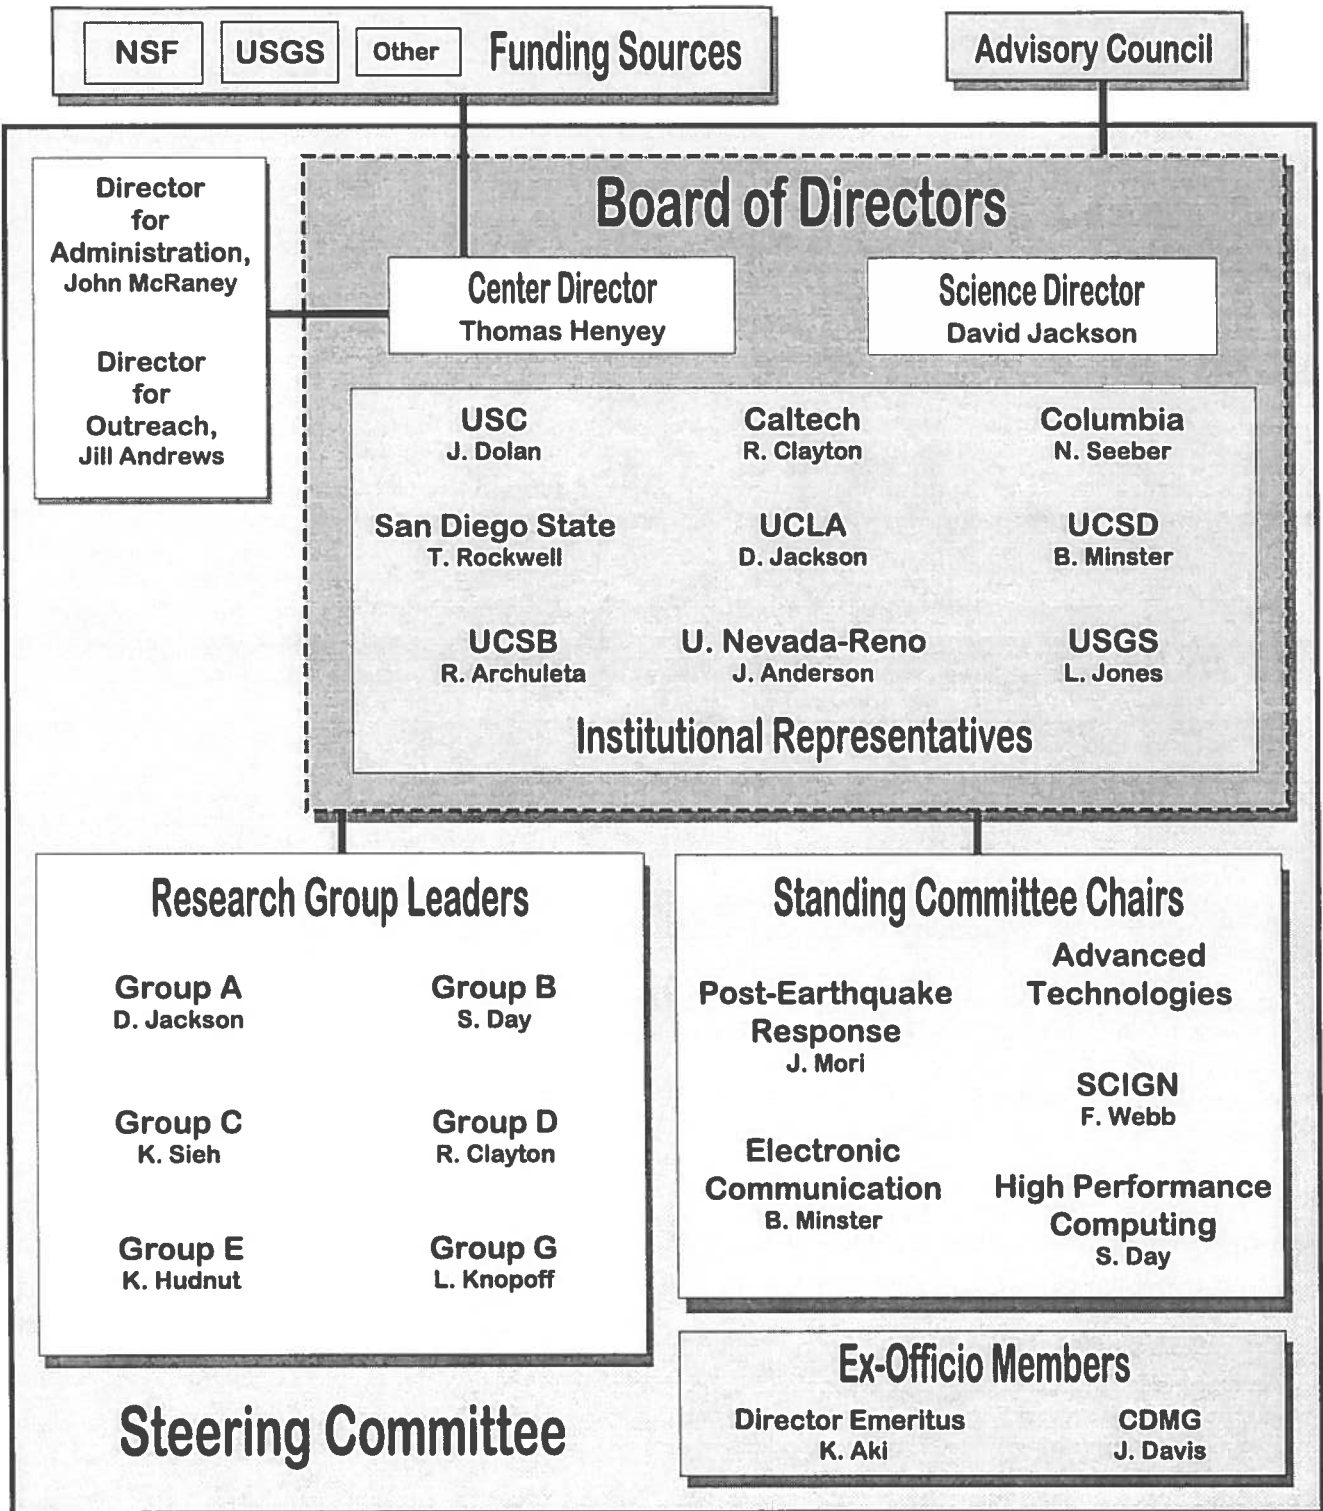 NSF USGS Other Funding Sources
Advisory Council
Director
for
Administration,
John McRaney
Director
for
Outreach,
Jill Andrews
Board of Directors
Center Director
Thomas Henyey
Science Director
David Jackson
USC
J. Dolan
Caltech
R. Clayton
Columbia
N. Seeber
San Diego State
T. Rockwell
UCLA
D. Jackson
UCSD
B. Minster
UCSB
R. Archuleta
U. Nevada-Reno
J. Anderson
USGS
L. Jones
Institutional Representatives
Research Group Leaders
Group A
D. Jackson
Group B
S. Day
Group C
K. Sieh
Group D
R. Clayton
Group E
K. Hudnut
Group G
L. Knopoff
Standing Committee Chairs
Post-Earthquake
Response
J. Mori
Advanced
Technologies
SCIGN
F. Webb
Electronic
Communication
B. Minster
High Performance
Computing
S. Day
Ex-Officio Members
Director Emeritus
K. Aki
CDMG
J. Davis
Steering Committee